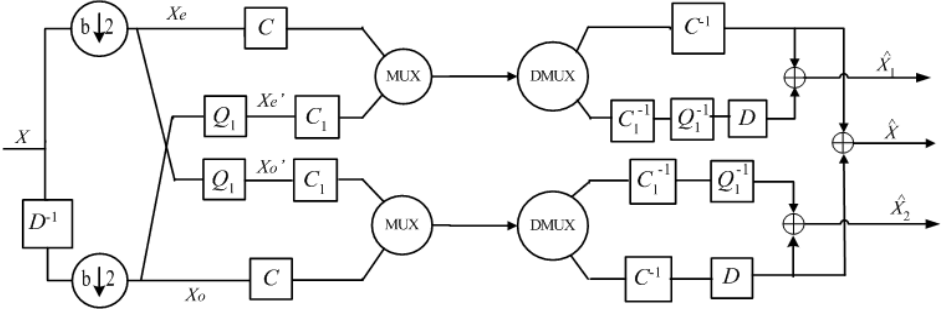 b↓2 Xe C MUX DMUX C⁻¹ X̂₁
Q₁ Xe’ C₁ C₁⁻¹ Q₁⁻¹ D
X X̂
Q₁ Xo’ C₁ C₁⁻¹ Q₁⁻¹
D⁻¹ MUX DMUX X̂₂
b↓2 Xo C C⁻¹ D